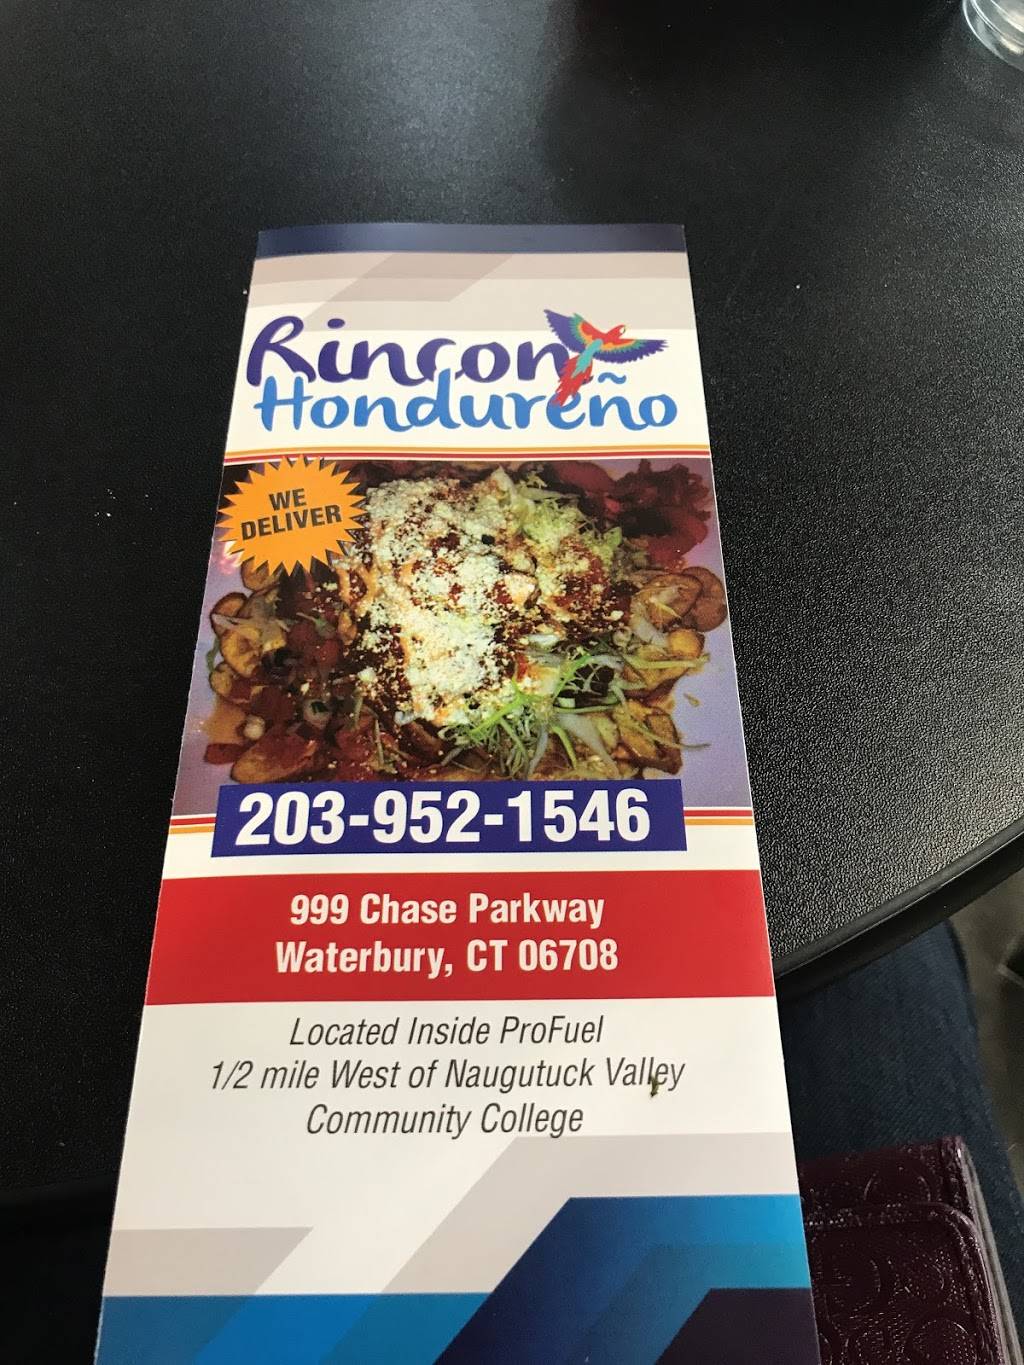 Rincon
Hondureño
WE
DELIVER
203-952-1546
999 Chase Parkway
Waterbury, CT 06708
Located Inside ProFuel
1/2 mile West of Naugutuck Valley
Community College